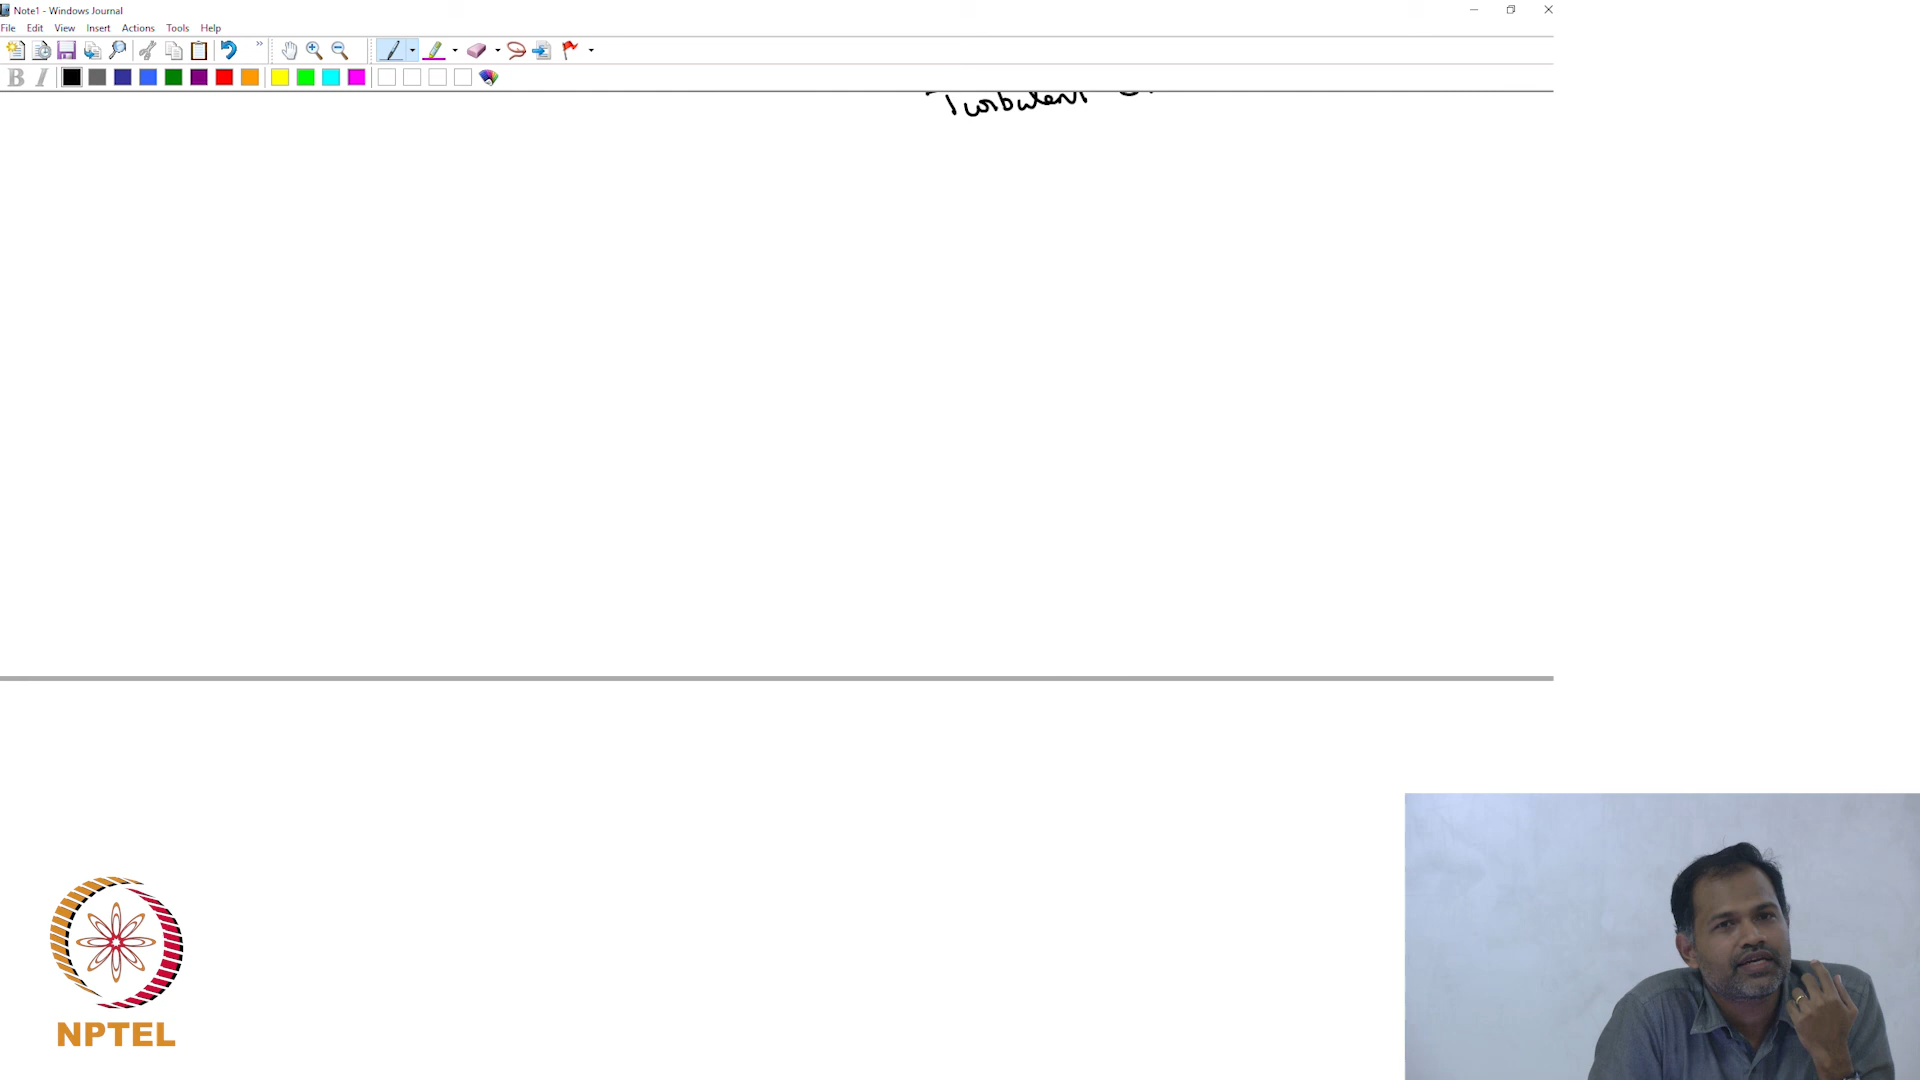 Note1 - Windows Journal
File Edit View Insert Actions Tools Help
B I
Turbulent
NPTEL